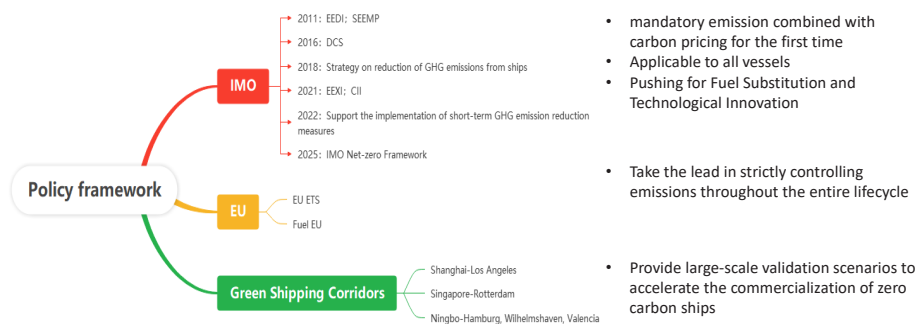 Policy framework
IMO
2011: EEDI; SEEMP
2016: DCS
2018: Strategy on reduction of GHG emissions from ships
2021: EEXI; CII
2022: Support the implementation of short-term GHG emission reduction
measures
2025: IMO Net-zero Framework
• mandatory emission combined with
carbon pricing for the first time
• Applicable to all vessels
• Pushing for Fuel Substitution and
Technological Innovation
EU
EU ETS
Fuel EU
• Take the lead in strictly controlling
emissions throughout the entire lifecycle
Green Shipping Corridors
Shanghai-Los Angeles
Singapore-Rotterdam
Ningbo-Hamburg, Wilhelmshaven, Valencia
• Provide large-scale validation scenarios to
accelerate the commercialization of zero
carbon ships